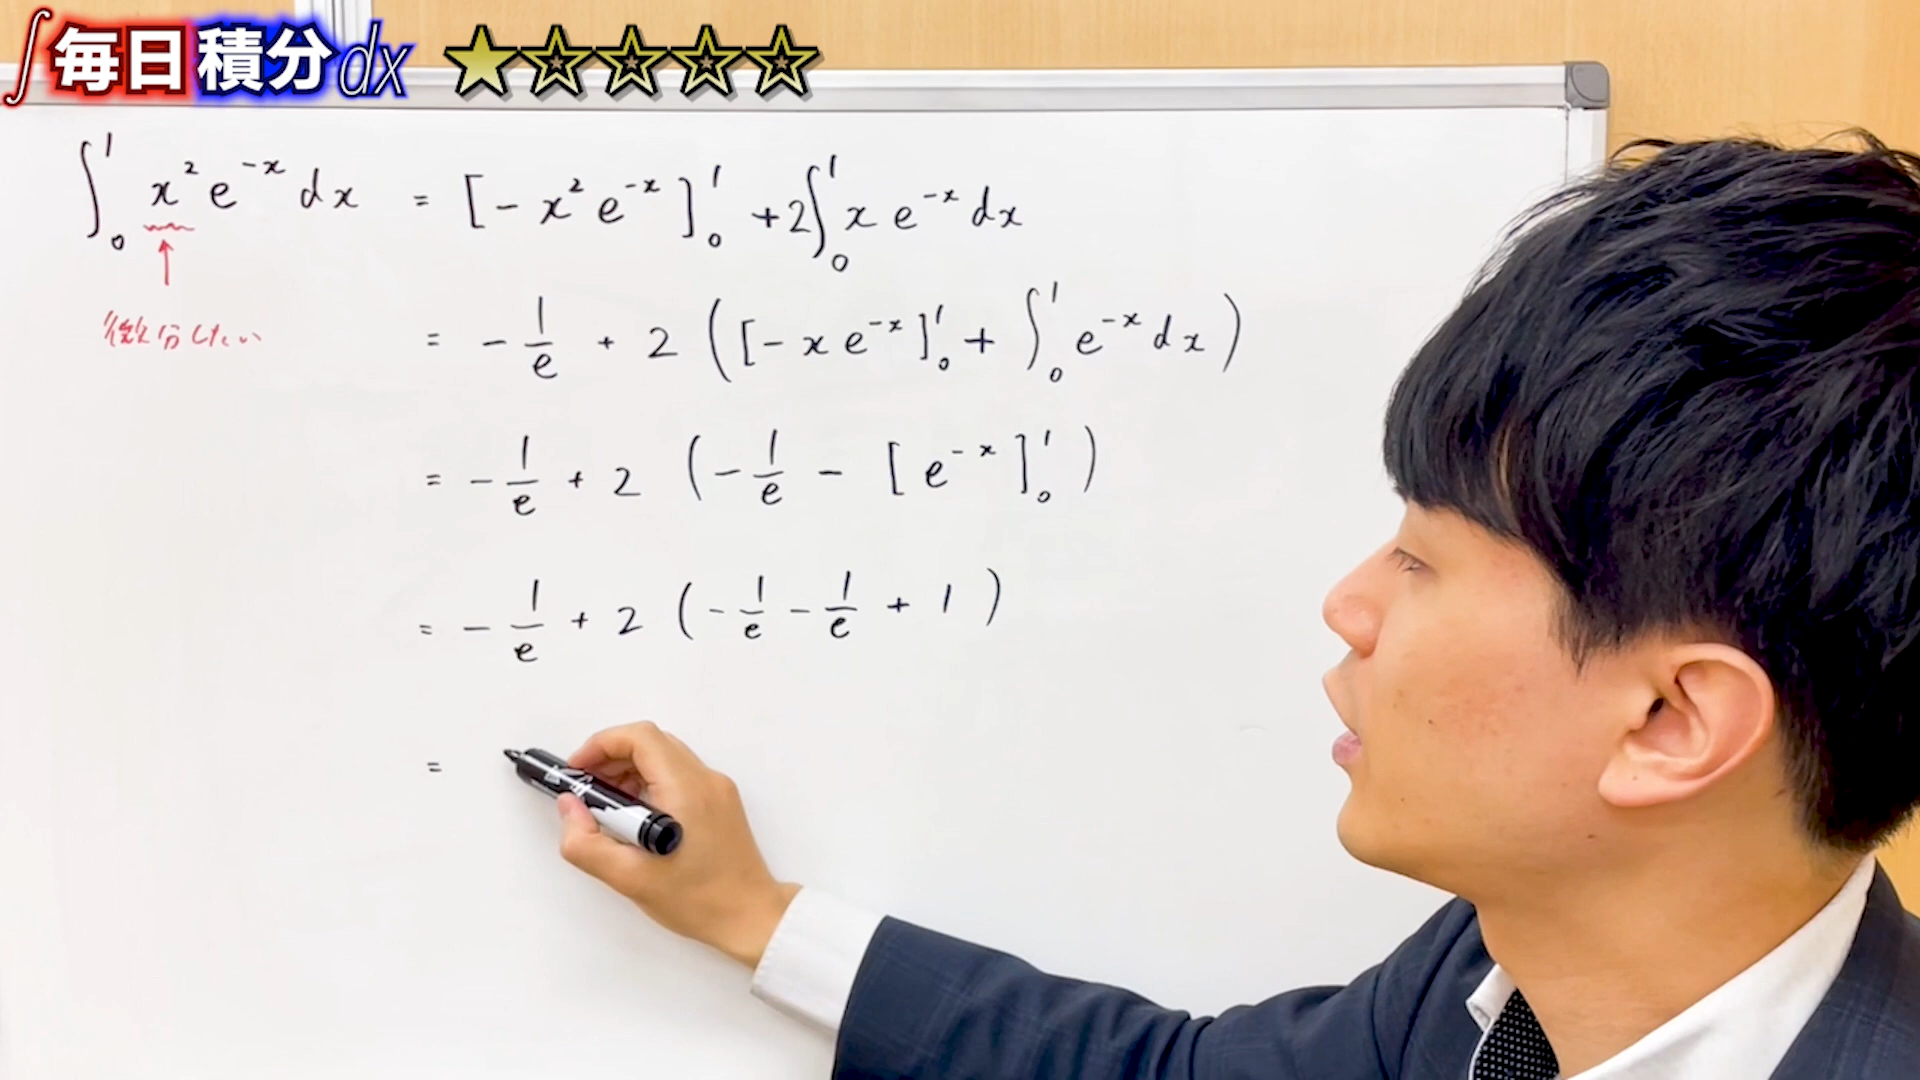 ∫毎日積分dx ★☆☆☆☆
∫₀¹ x²e^{-x} dx = [-x²e^{-x}]₀¹ +2∫₀¹ x e^{-x} dx
微分したい
= -1/e + 2 ([-xe^{-x}]₀¹ + ∫₀¹ e^{-x} dx)
= -1/e + 2 (-1/e - [e^{-x}]₀¹)
= -1/e + 2 (-1/e - 1/e + 1)
=